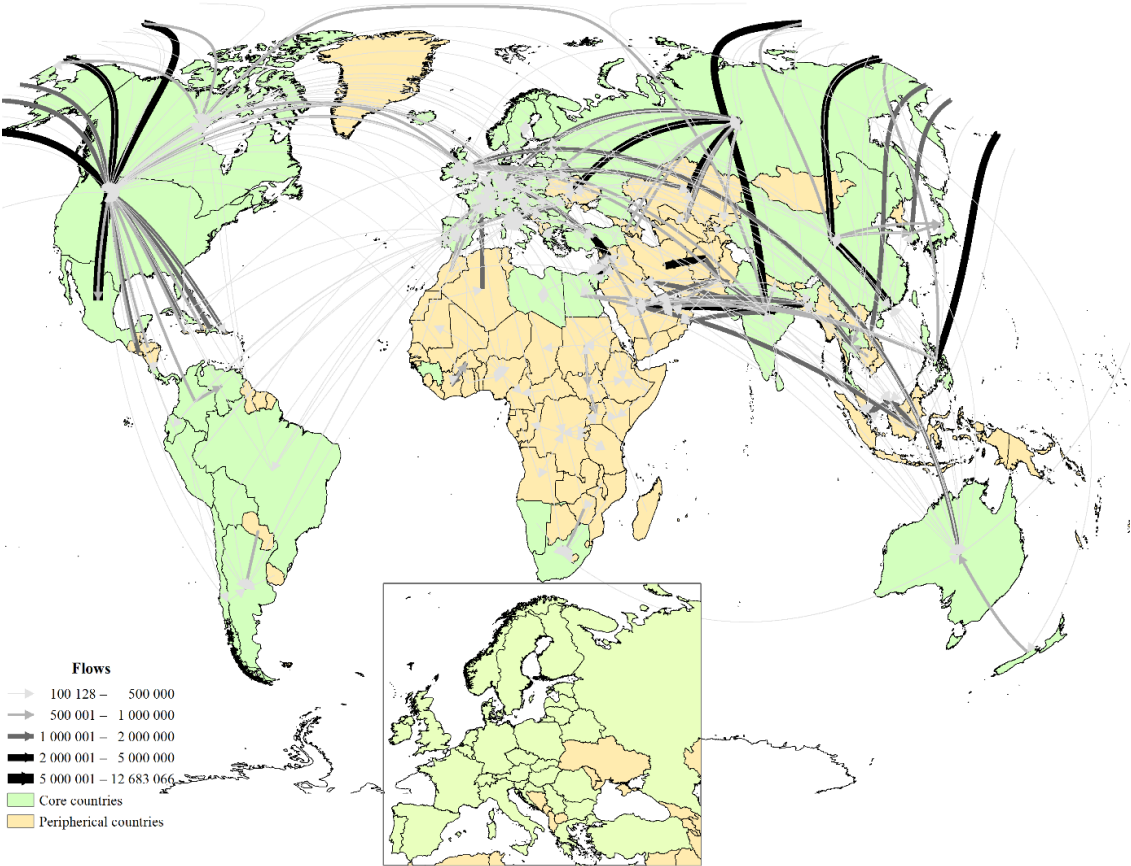 Flows
100 128 – 500 000
500 001 – 1 000 000
1 000 001 – 2 000 000
2 000 001 – 5 000 000
5 000 001 – 12 683 066
Core countries
Peripherical countries